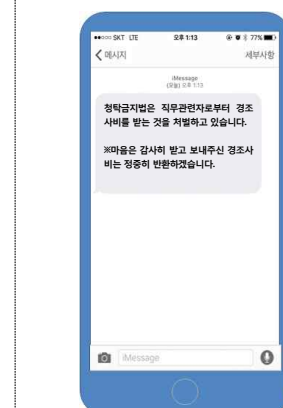 SKT LTE 오후 1:13 77%
메시지 세부사항
iMessage
(오늘) 오후 1:13
청탁금지법은 직무관련자로부터 경조
사비를 받는 것을 처벌하고 있습니다.
※마음은 감사히 받고 보내주신 경조사
비는 정중히 반환하겠습니다.
iMessage